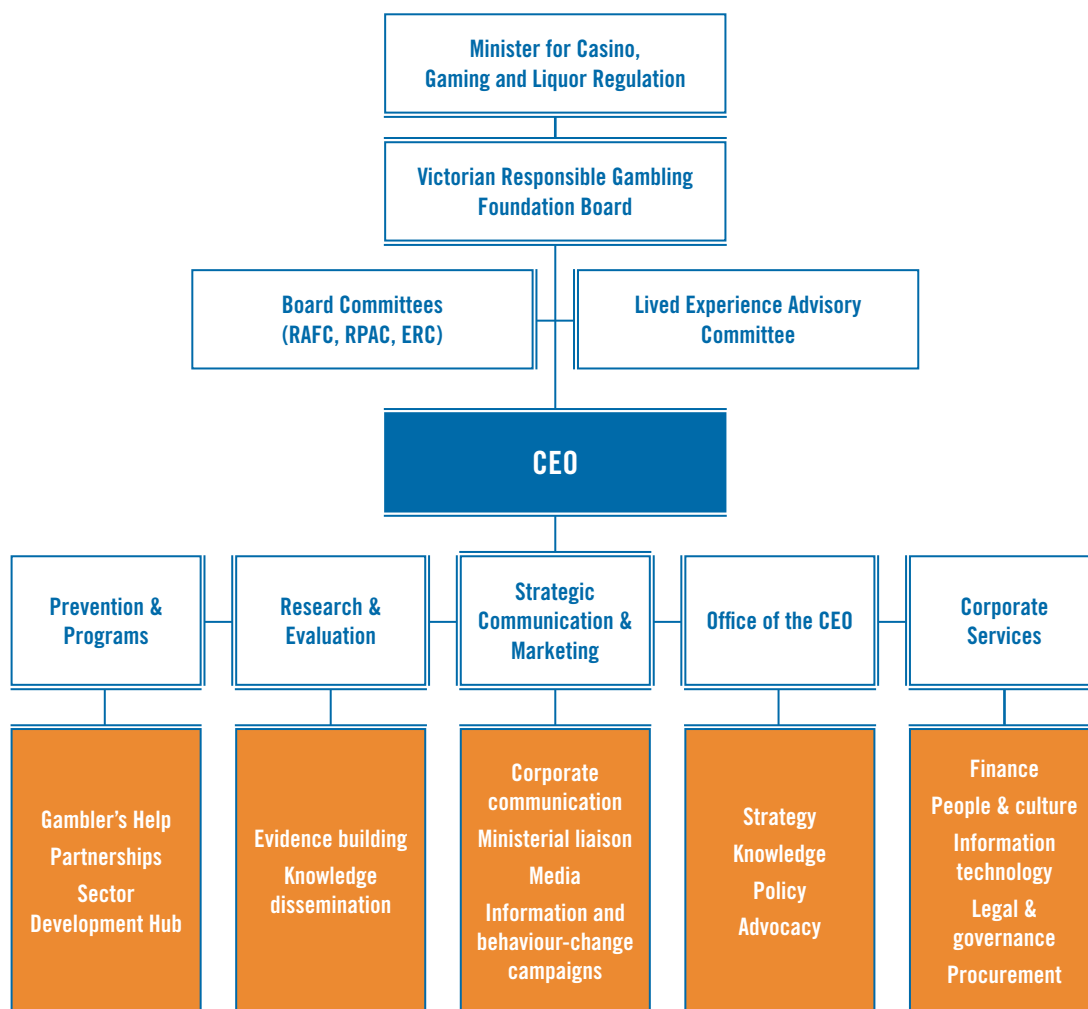 Minister for Casino,
Gaming and Liquor Regulation
Victorian Responsible Gambling
Foundation Board
Board Committees
(RAFC, RPAC, ERC)
Lived Experience Advisory
Committee
CEO
Prevention &
Programs
Research &
Evaluation
Strategic
Communication &
Marketing
Office of the CEO
Corporate
Services
Gambler’s Help
Partnerships
Sector
Development Hub
Evidence building
Knowledge
dissemination
Corporate
communication
Ministerial liaison
Media
Information and
behaviour-change
campaigns
Strategy
Knowledge
Policy
Advocacy
Finance
People & culture
Information
technology
Legal &
governance
Procurement